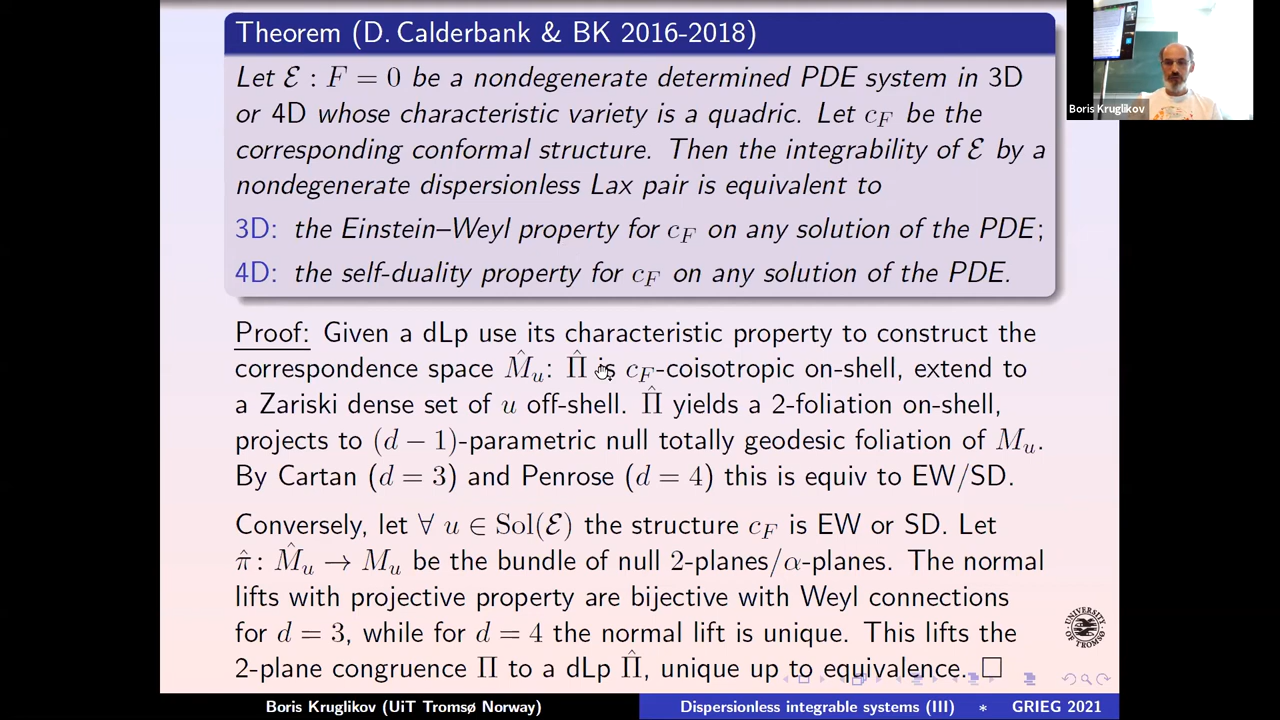 Theorem (D. Calderbank & BK 2016-2018)
Let ℰ : F = 0 be a nondegenerate determined PDE system in 3D
or 4D whose characteristic variety is a quadric. Let c_F be the
corresponding conformal structure. Then the integrability of ℰ by a
nondegenerate dispersionless Lax pair is equivalent to
3D: the Einstein–Weyl property for c_F on any solution of the PDE;
4D: the self-duality property for c_F on any solution of the PDE.
Proof: Given a dLp use its characteristic property to construct the
correspondence space M̂_u: Π̂ is c_F-coisotropic on-shell, extend to
a Zariski dense set of u off-shell. Π̂ yields a 2-foliation on-shell,
projects to (d − 1)-parametric null totally geodesic foliation of M_u.
By Cartan (d = 3) and Penrose (d = 4) this is equiv to EW/SD.
Conversely, let ∀ u ∈ Sol(ℰ) the structure c_F is EW or SD. Let
π̂ : M̂_u → M_u be the bundle of null 2-planes/α-planes. The normal
lifts with projective property are bijective with Weyl connections
for d = 3, while for d = 4 the normal lift is unique. This lifts the
2-plane congruence Π to a dLp Π̂, unique up to equivalence. □
UNIVERSITY OF TROMSØ
Boris Kruglikov (UiT Tromsø Norway) Dispersionless integrable systems (III) * GRIEG 2021
Boris Kruglikov